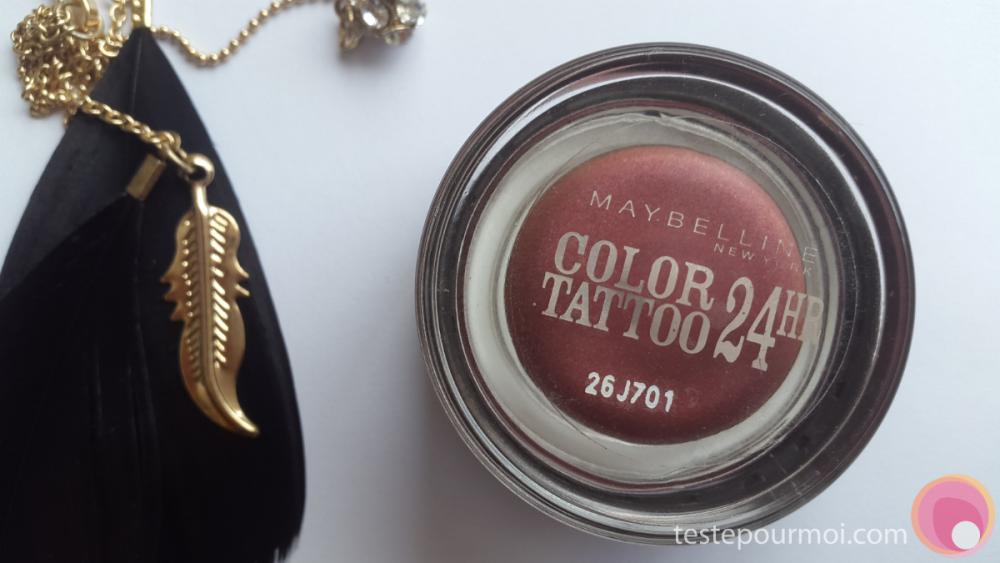 MAYBELLINE
NEW YORK
COLOR
TATTOO 24HR
26J701
testepourmoi.com